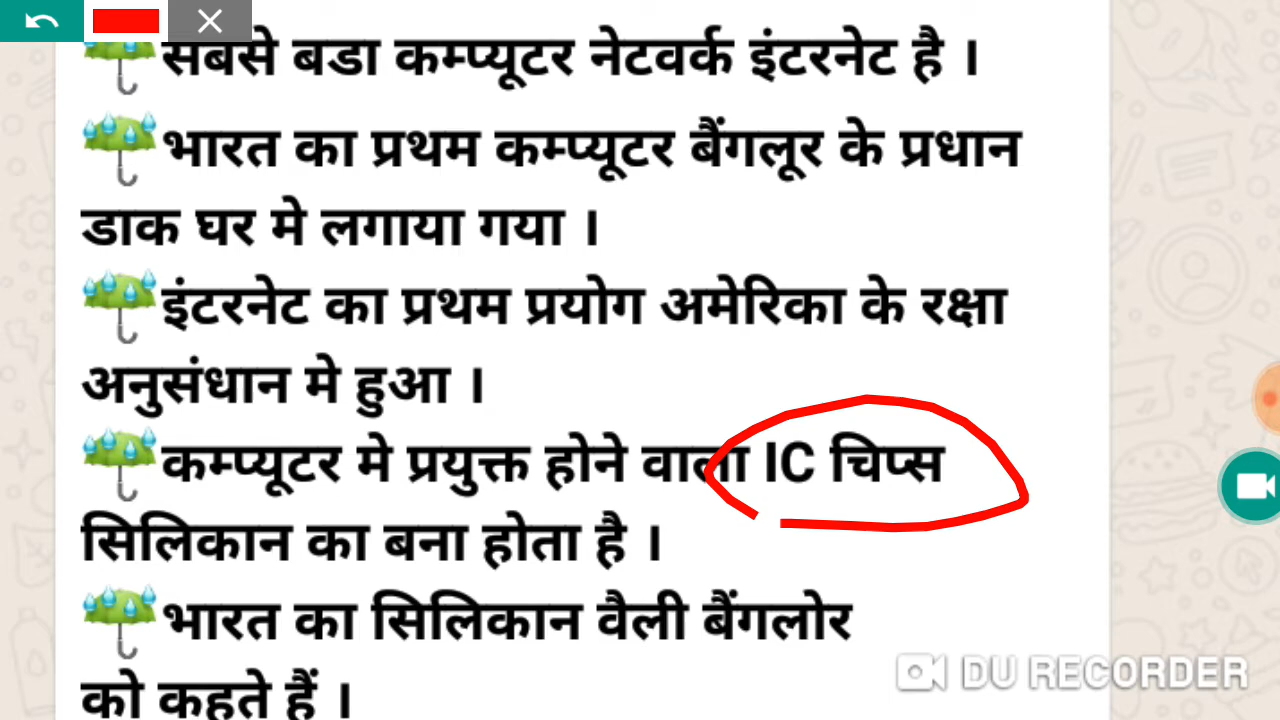 सबसे बडा कम्प्यूटर नेटवर्क इंटरनेट है ।
भारत का प्रथम कम्प्यूटर बैंगलूर के प्रधान
डाक घर मे लगाया गया ।
इंटरनेट का प्रथम प्रयोग अमेरिका के रक्षा
अनुसंधान मे हुआ ।
कम्प्यूटर मे प्रयुक्त होने वाला IC चिप्स
सिलिकान का बना होता है ।
भारत का सिलिकान वैली बैंगलोर
को कहते हैं ।
DU RECORDER